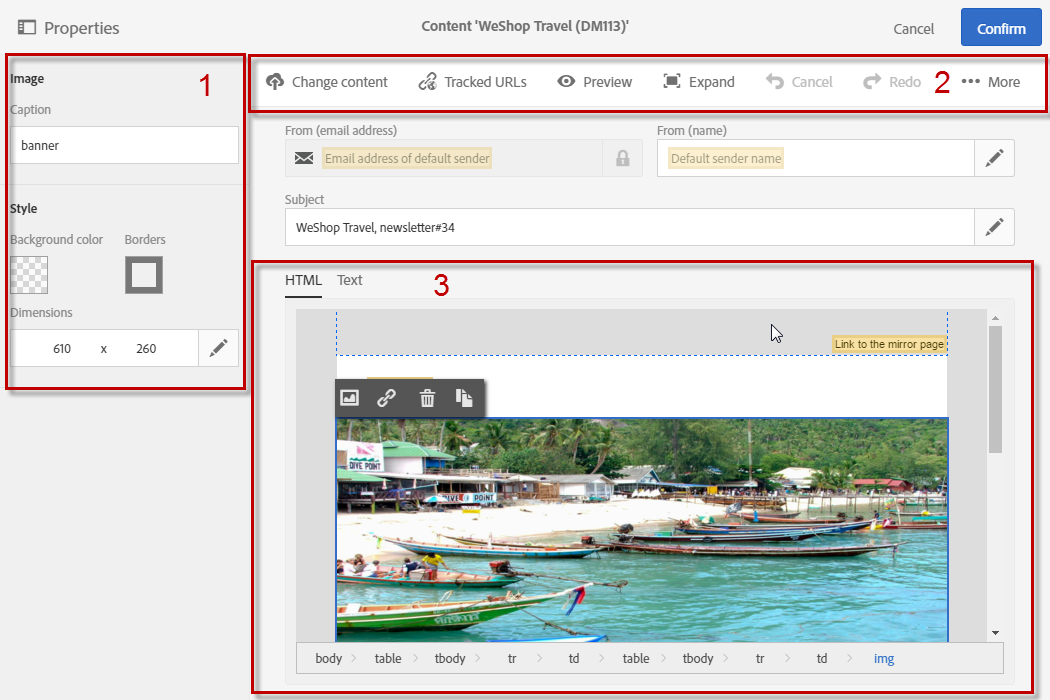 Properties
Content 'WeShop Travel (DM113)'
Cancel
Confirm
Image
1
Caption
banner
Style
Background color Borders
Dimensions
610 x 260
Change content Tracked URLs Preview Expand Cancel Redo 2 More
From (email address) From (name)
Email address of default sender Default sender name
Subject
WeShop Travel, newsletter#34
HTML Text 3
Link to the mirror page
DIVE POINT
DIVE POINT
body table tbody tr td table tbody tr td img